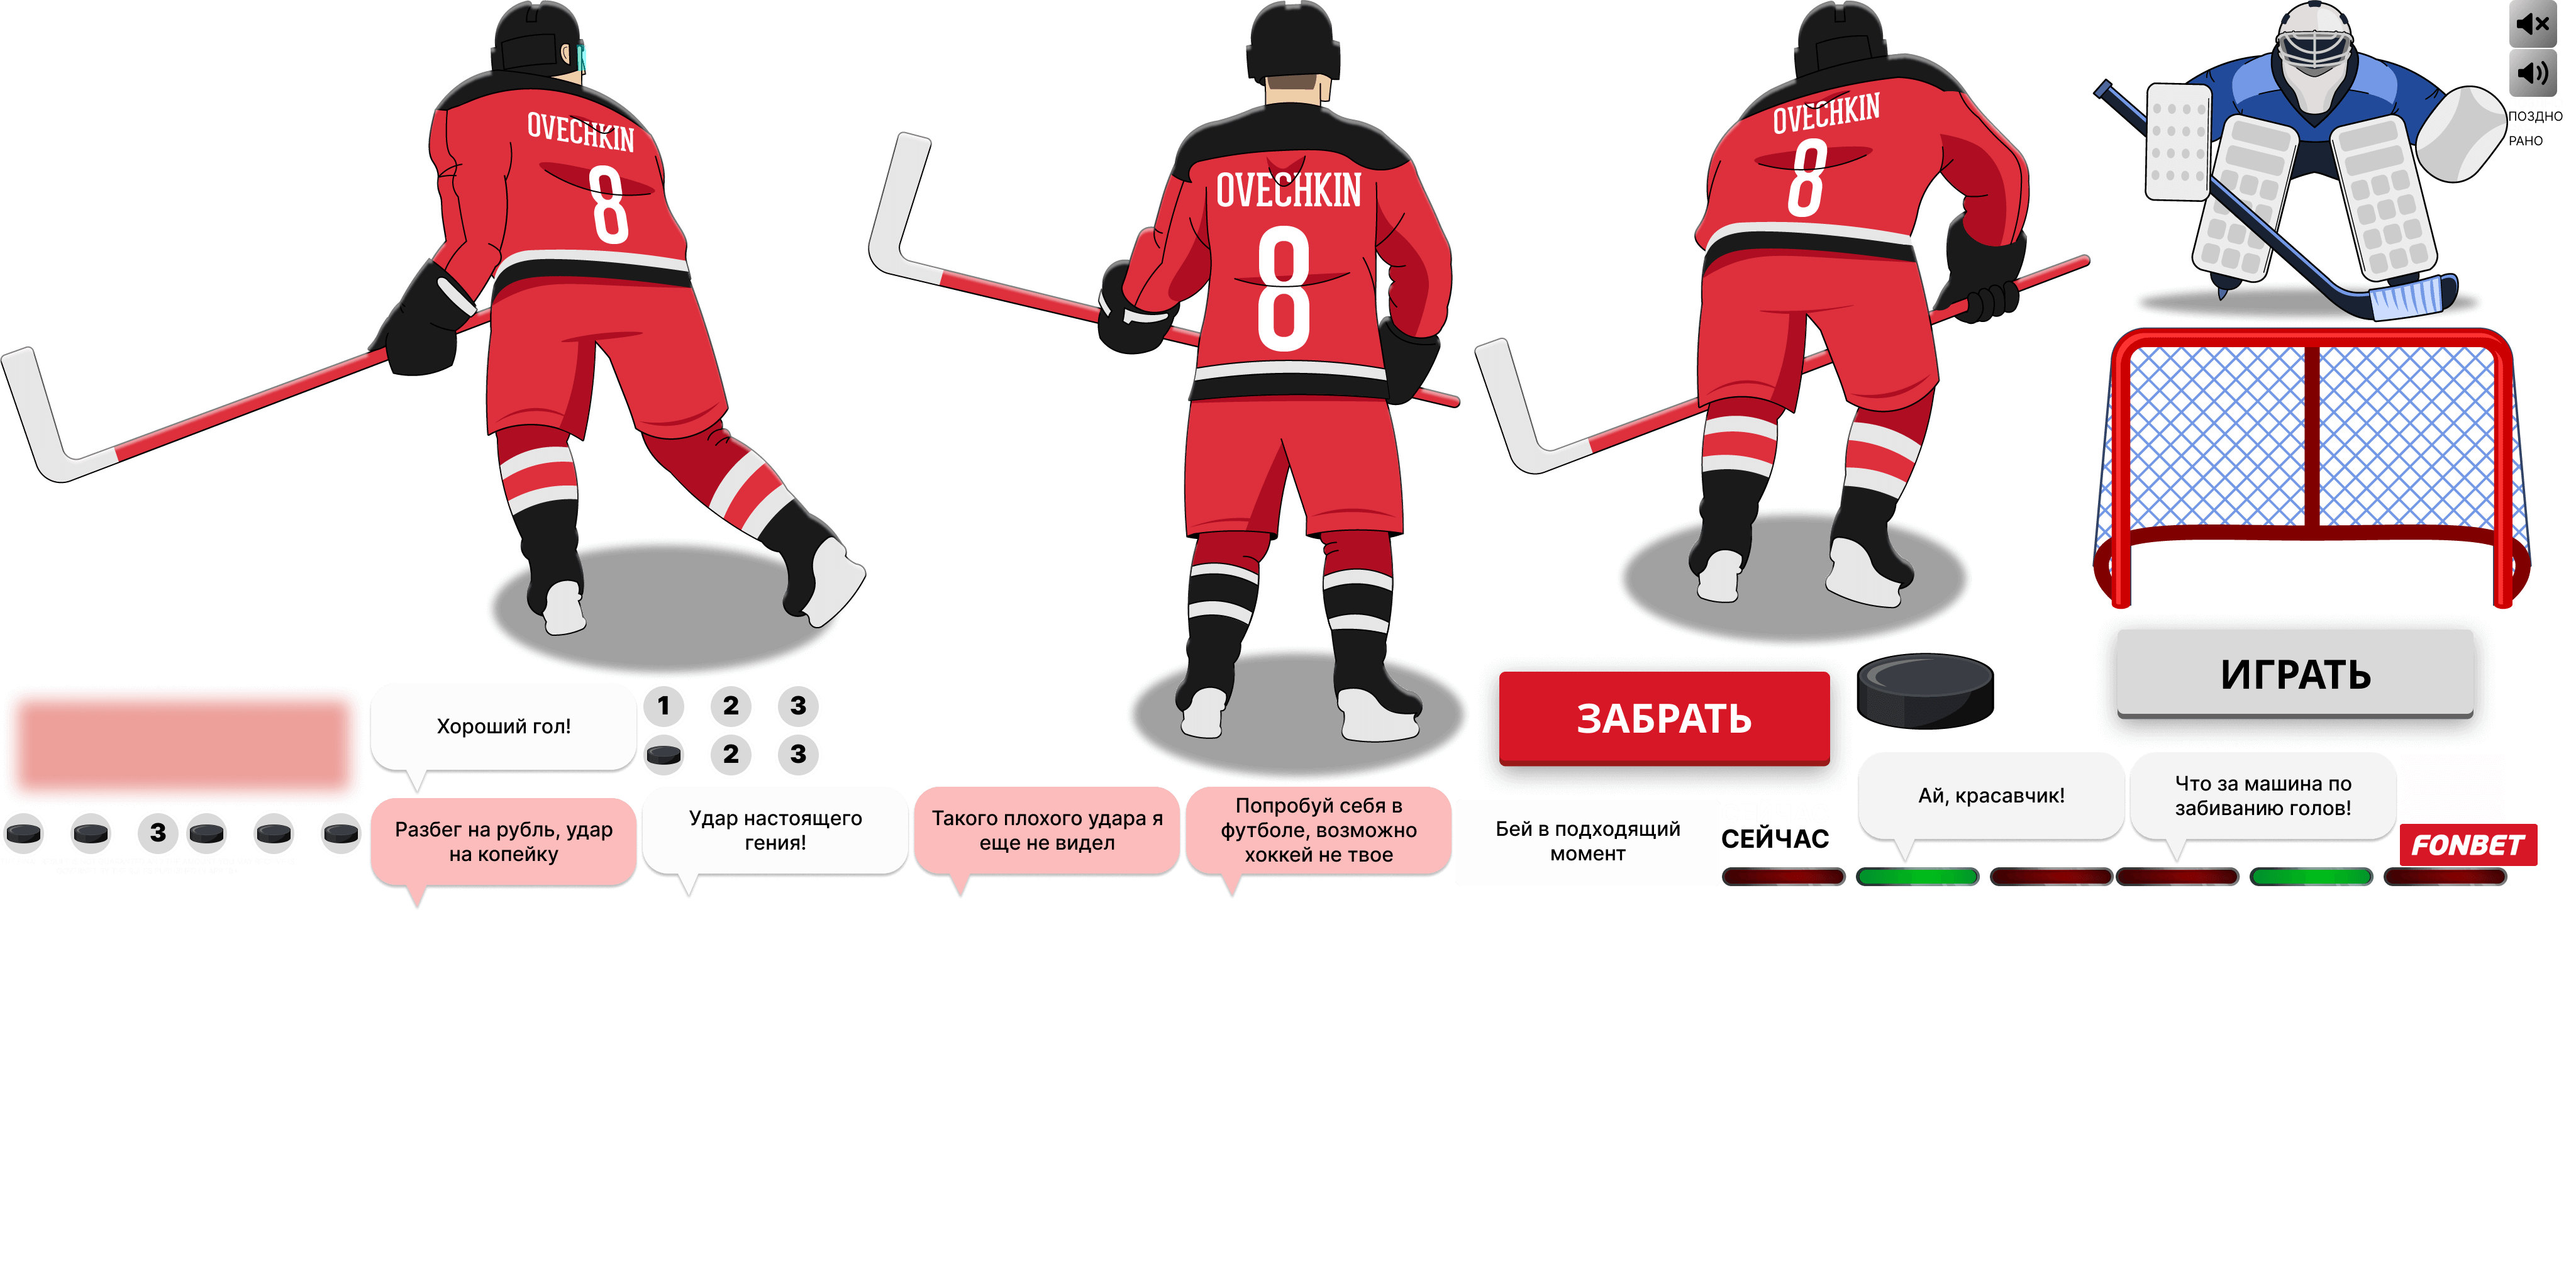 OVECHKIN
8
OVECHKIN
8
OVECHKIN
8
ПОЗДНО
РАНО
ИГРАТЬ
ЗАБРАТЬ
Хороший гол!
1 2 3
2 3
3
Разбег на рубль, удар
на копейку
Удар настоящего
гения!
Такого плохого удара я
еще не видел
Попробуй себя в
футболе, возможно
хоккей не твое
Бей в подходящий
момент
СЕЙЧАС
Ай, красавчик!
Что за машина по
забиванию голов!
FONBET